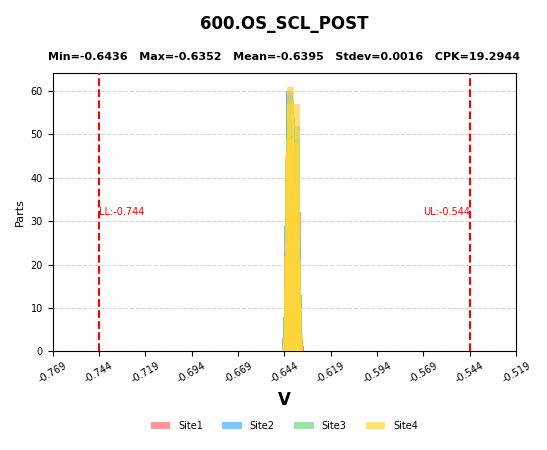 600.OS_SCL_POST
Min=-0.6436 Max=-0.6352 Mean=-0.6395 Stdev=0.0016 CPK=19.2944
Parts
60
50
40
30
20
10
0
LL:-0.744
UL:-0.544
-0.769 -0.744 -0.719 -0.694 -0.669 -0.644 -0.619 -0.594 -0.569 -0.544 -0.519
V
Site1 Site2 Site3 Site4